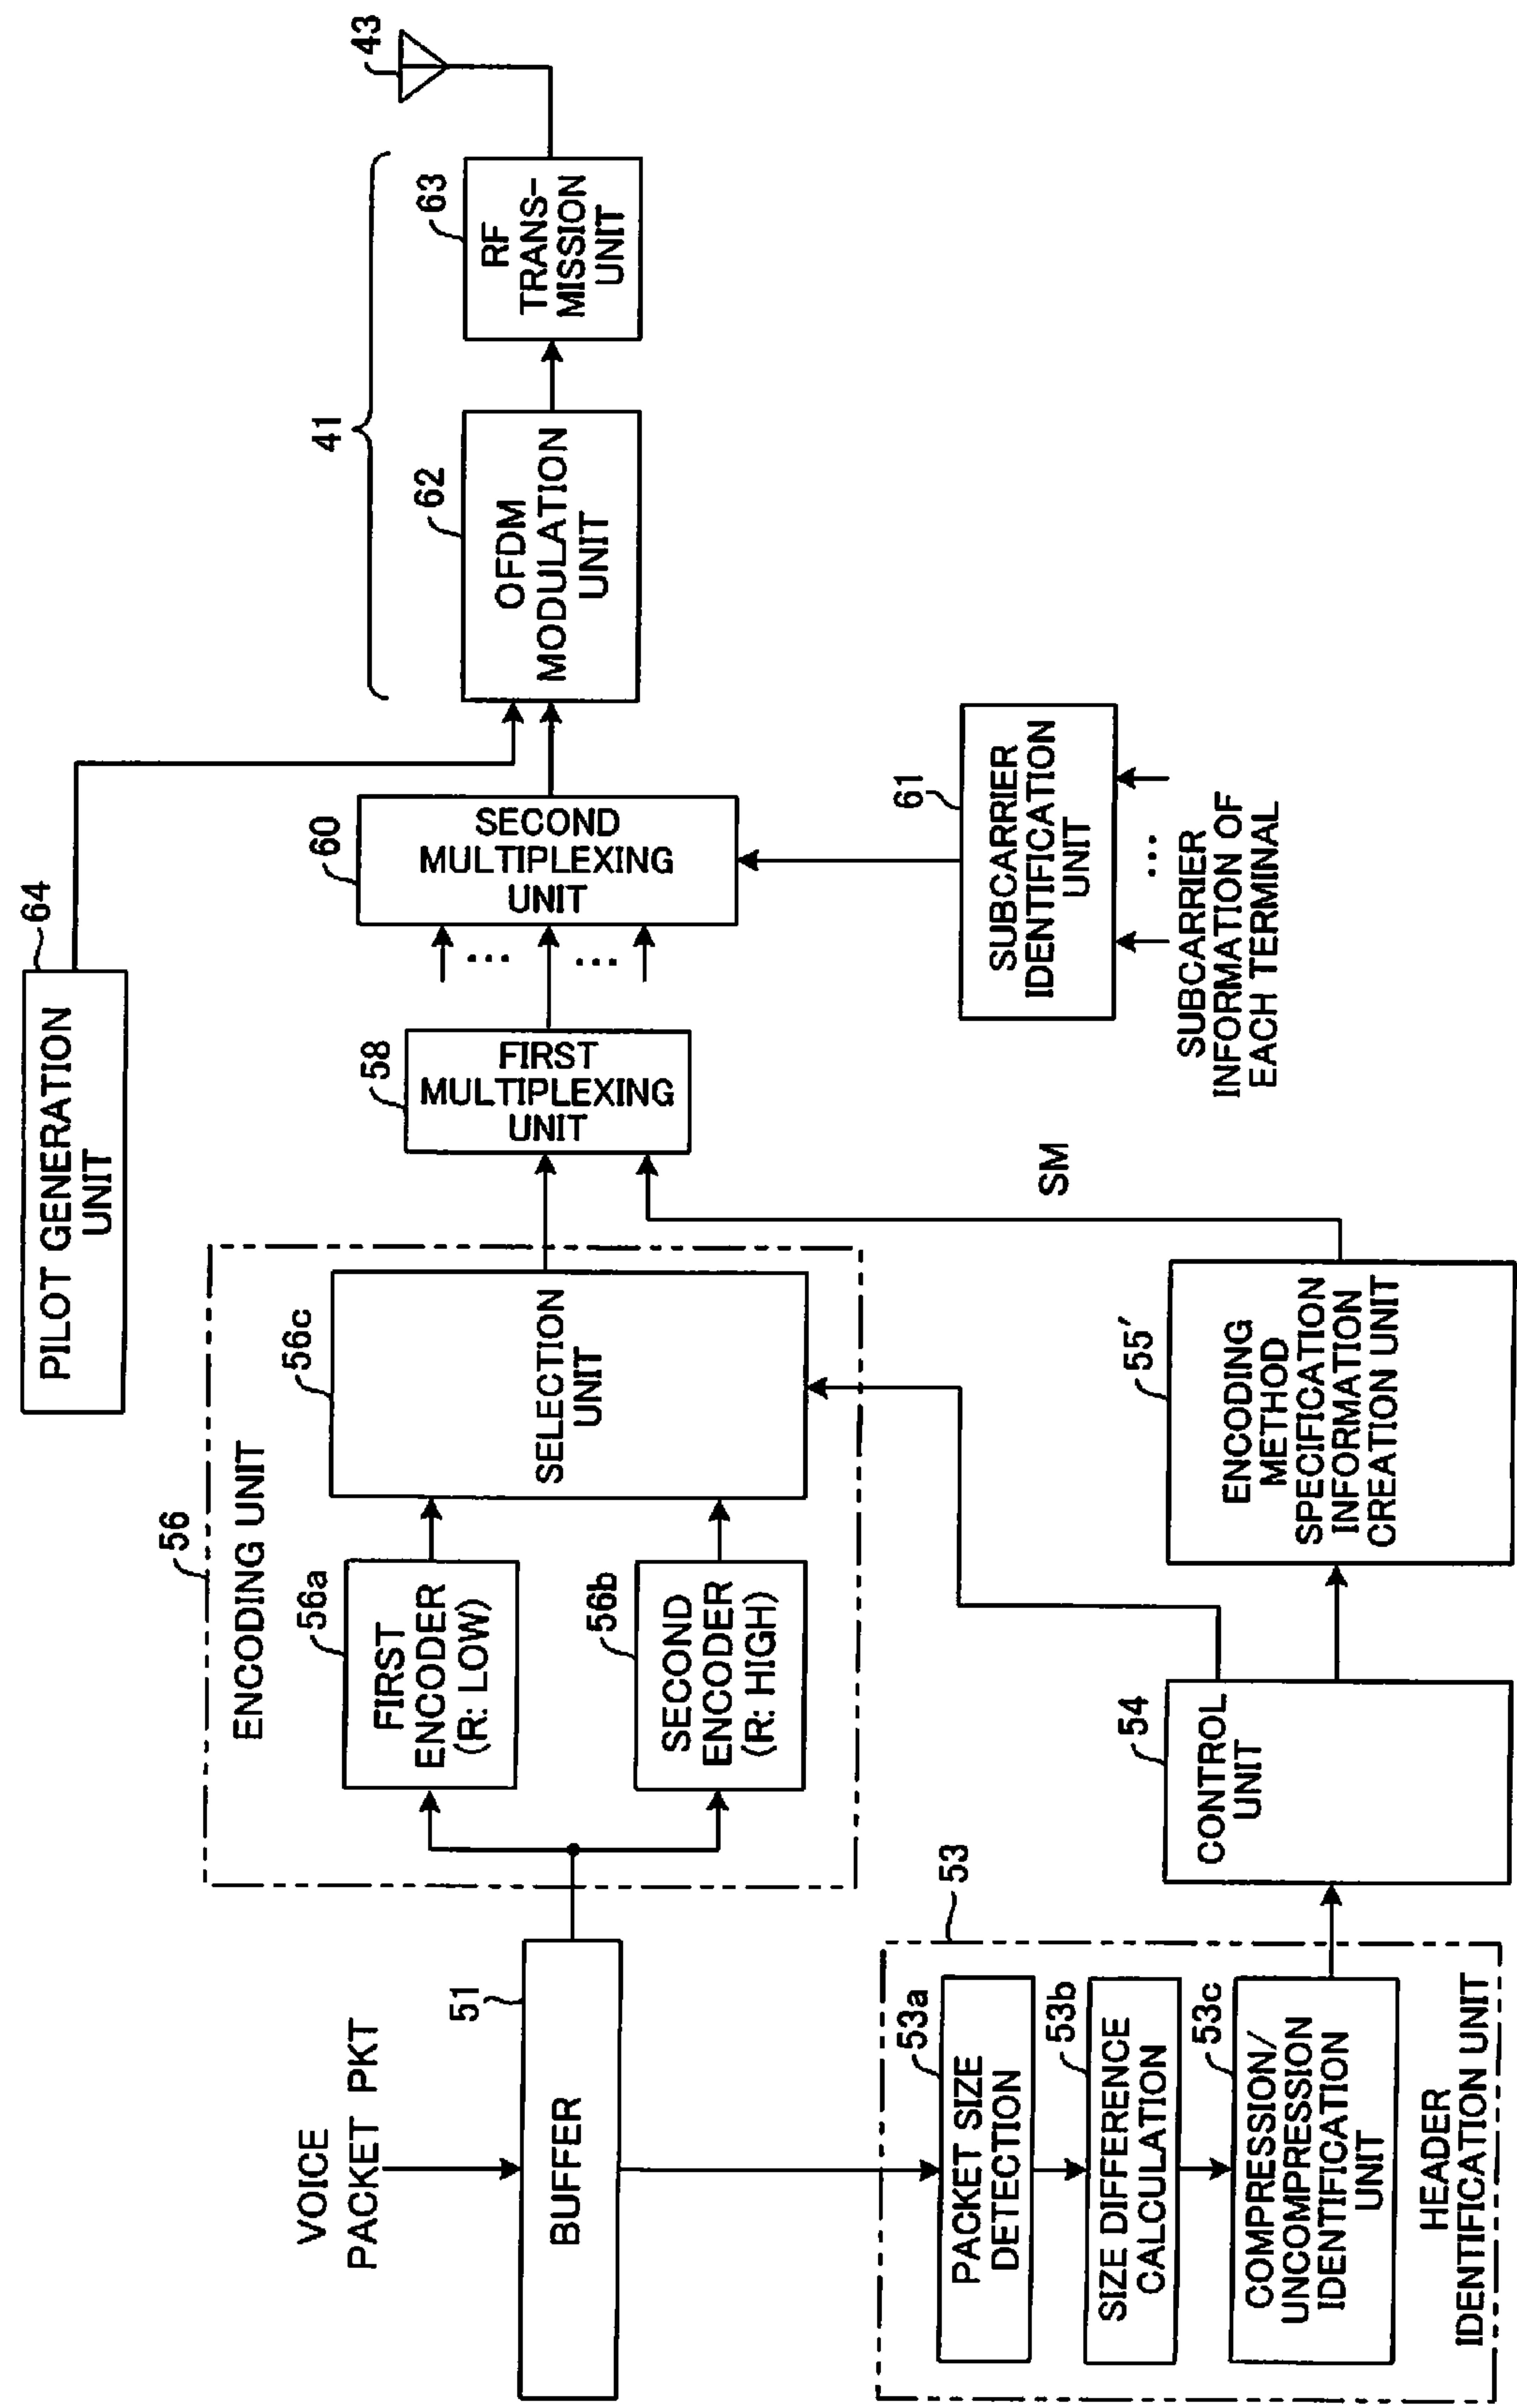 VOICE
PACKET PKT
51
BUFFER
53
53a
PACKET SIZE
DETECTION
53b
SIZE DIFFERENCE
CALCULATION
53c
COMPRESSION/
UNCOMPRESSION
IDENTIFICATION
UNIT
HEADER
IDENTIFICATION UNIT
56
ENCODING UNIT
56a
FIRST
ENCODER
(R: LOW)
56b
SECOND
ENCODER
(R: HIGH)
56c
SELECTION
UNIT
54
CONTROL
UNIT
55′
ENCODING
METHOD
SPECIFICATION
INFORMATION
CREATION UNIT
SM
64
PILOT GENERATION
UNIT
58
FIRST
MULTIPLEXING
UNIT
60
SECOND
MULTIPLEXING
UNIT
...
...
61
SUBCARRIER
IDENTIFICATION
UNIT
...
SUBCARRIER
INFORMATION OF
EACH TERMINAL
41
62
OFDM
MODULATION
UNIT
63
RF
TRANS-
MISSION
UNIT
43